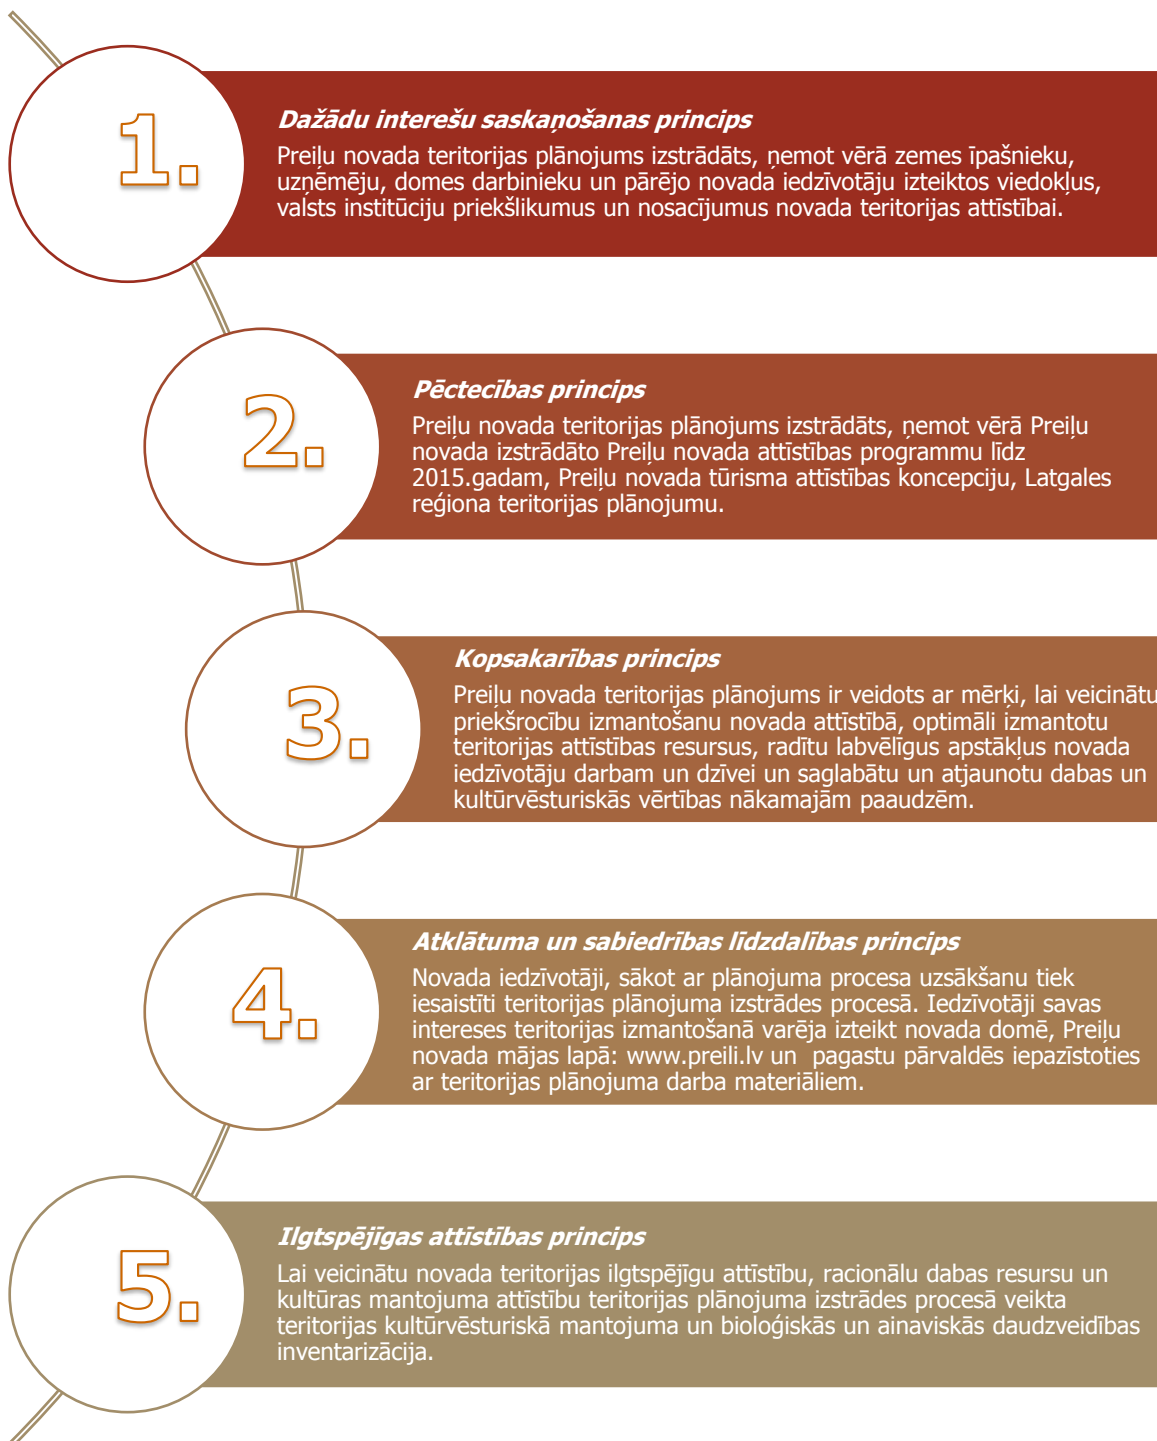 1.
Dažādu interešu saskaņošanas princips
Preiļu novada teritorijas plānojums izstrādāts, ņemot vērā zemes īpašnieku,
uzņēmēju, domes darbinieku un pārējo novada iedzīvotāju izteiktos viedokļus,
valsts institūciju priekšlikumus un nosacījumus novada teritorijas attīstībai.
2.
Pēctecības princips
Preiļu novada teritorijas plānojums izstrādāts, ņemot vērā Preiļu
novada izstrādāto Preiļu novada attīstības programmu līdz
2015.gadam, Preiļu novada tūrisma attīstības koncepciju, Latgales
reģiona teritorijas plānojumu.
3.
Kopsakarības princips
Preiļu novada teritorijas plānojums ir veidots ar mērķi, lai veicinātu
priekšrocību izmantošanu novada attīstībā, optimāli izmantotu
teritorijas attīstības resursus, radītu labvēlīgus apstākļus novada
iedzīvotāju darbam un dzīvei un saglabātu un atjaunotu dabas un
kultūrvēsturiskās vērtības nākamajām paaudzēm.
4.
Atklātuma un sabiedrības līdzdalības princips
Novada iedzīvotāji, sākot ar plānojuma procesa uzsākšanu tiek
iesaistīti teritorijas plānojuma izstrādes procesā. Iedzīvotāji savas
intereses teritorijas izmantošanā varēja izteikt novada domē, Preiļu
novada mājas lapā: www.preili.lv un  pagastu pārvaldēs iepazīstoties
ar teritorijas plānojuma darba materiāliem.
5.
Ilgtspējīgas attīstības princips
Lai veicinātu novada teritorijas ilgtspējīgu attīstību, racionālu dabas resursu un
kultūras mantojuma attīstību teritorijas plānojuma izstrādes procesā veikta
teritorijas kultūrvēsturiskā mantojuma un bioloģiskās un ainaviskās daudzveidības
inventarizācija.